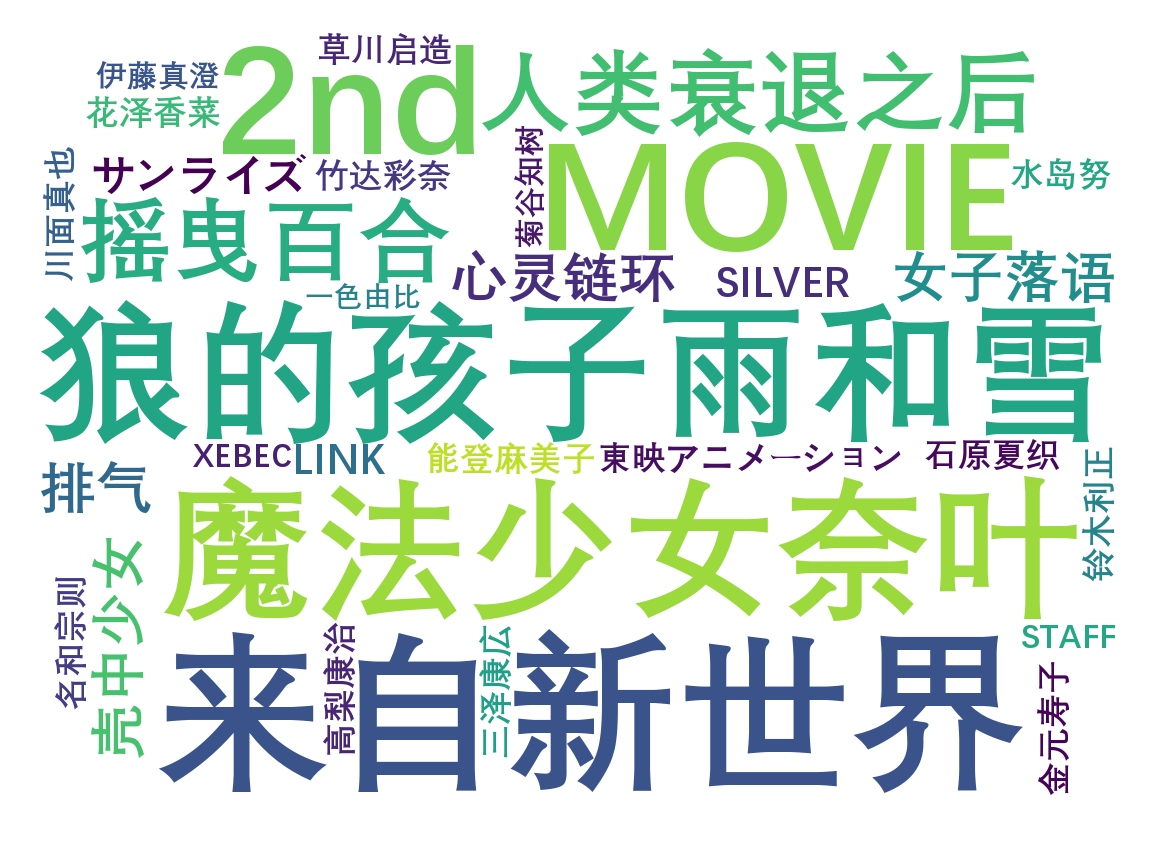 草川启造
2nd
人类衰退之后
伊藤真澄
花泽香菜
サンライズ
竹达彩奈
菊谷知树
MOVIE
水岛努
川面真也
摇曳百合
心灵链环
SILVER
女子落语
一色由比
狼的孩子雨和雪
XEBEC
LINK
能登麻美子
東映アニメーション
石原夏织
排气
魔法少女奈叶
铃木利正
壳中少女
名和宗则
来自新世界
高梨康治
三泽康広
STAFF
金元寿子